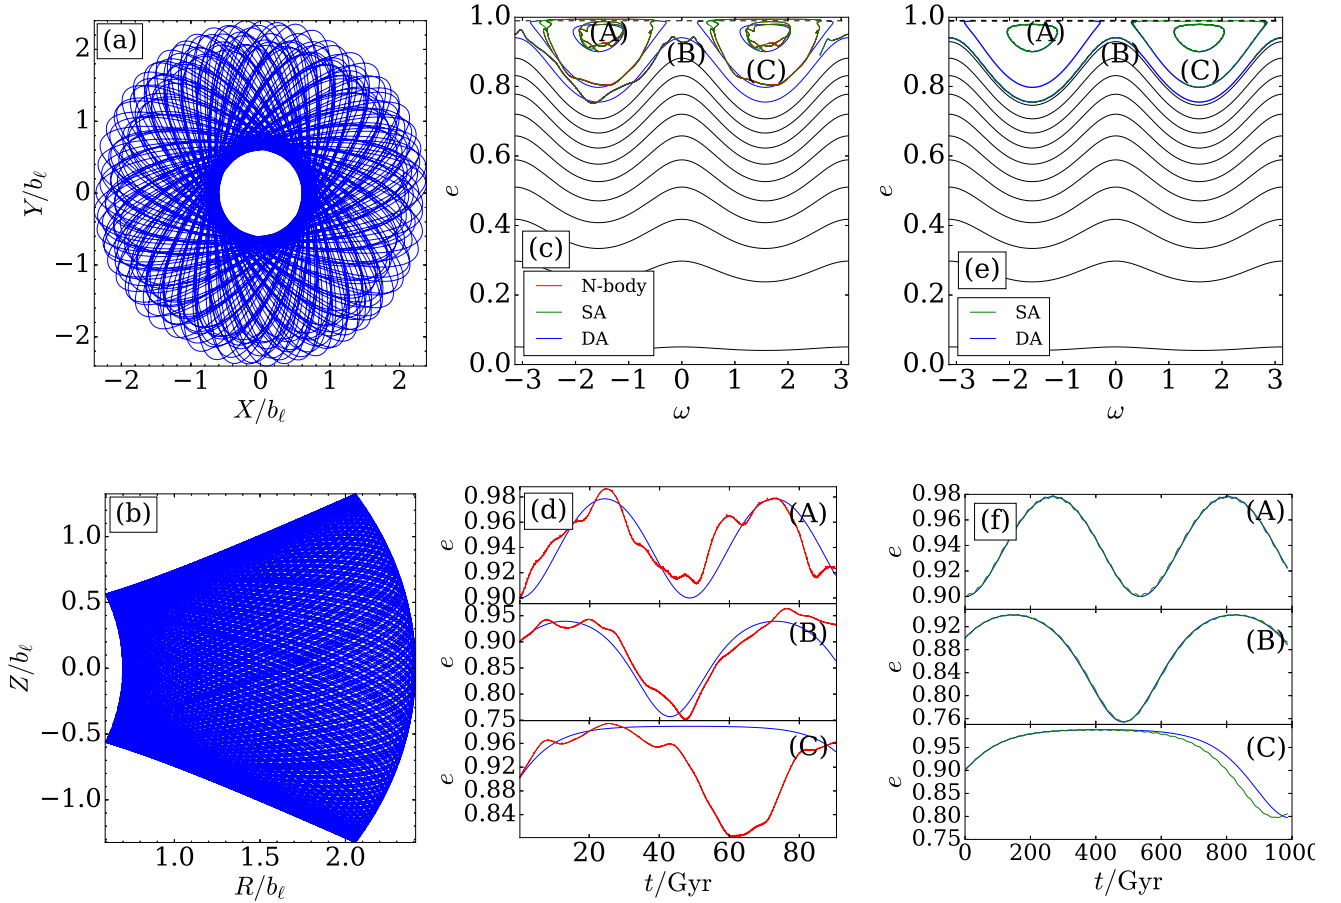 (a)
2
1
0
−1
−2
Y/b_ℓ
−2 −1 0 1 2
X/b_ℓ
1.0
0.8
0.6
0.4
0.2
0.0
e
(A)
(B)
(C)
(c)
N-body
SA
DA
−3 −2 −1 0 1 2 3
ω
1.0
0.8
0.6
0.4
0.2
0.0
e
(A)
(B)
(C)
(e)
SA
DA
−3 −2 −1 0 1 2 3
ω
(b)
1.0
0.5
0.0
−0.5
−1.0
Z/b_ℓ
1.0 1.5 2.0
R/b_ℓ
(d)
0.98
0.96
0.94
0.92
0.90
e
(A)
0.95
0.90
0.85
0.80
0.75
e
(B)
0.96
0.92
0.88
0.84
e
(C)
0 20 40 60 80
t/Gyr
(f)
0.98
0.96
0.94
0.92
0.90
e
(A)
0.92
0.88
0.84
0.80
0.76
e
(B)
0.95
0.90
0.85
0.80
0.75
e
(C)
0 200 400 600 800 1000
t/Gyr